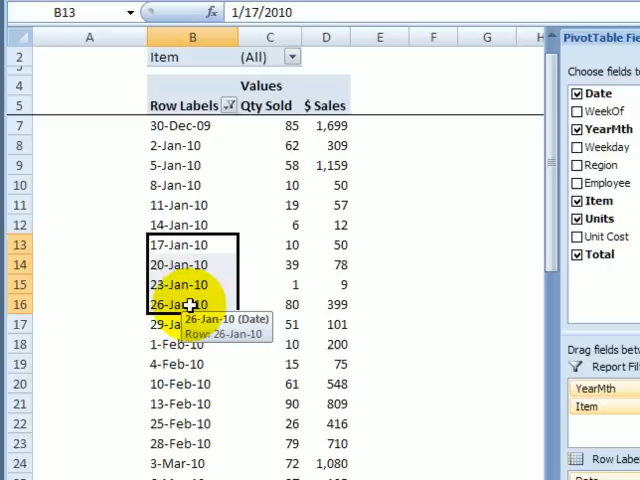 B13 fx 1/17/2010
A B C D E F G H
PivotTable Fie
Choose fields to
2 Item (All)
4 Values
5 Row Labels Qty Sold $ Sales
7 30-Dec-09 85 1,699
8 2-Jan-10 62 309
9 5-Jan-10 58 1,159
10 8-Jan-10 10 50
11 11-Jan-10 19 57
12 14-Jan-10 6 12
13 17-Jan-10 10 50
14 20-Jan-10 39 78
15 23-Jan-10 1 9
16 26-Jan-10 80 399
26-Jan-10 (Date)
Row: 26-Jan-10
17 29-Ja 51 101
18 1-Feb-10 10 200
19 4-Feb-10 15 75
20 10-Feb-10 61 548
21 13-Feb-10 90 809
22 25-Feb-10 26 416
23 28-Feb-10 79 710
24 3-Mar-10 72 1,080
Date
WeekOf
YearMth
Weekday
Region
Employee
Item
Units
Unit Cost
Total
Drag fields betw
Report Fil
YearMth
Item
Row Label